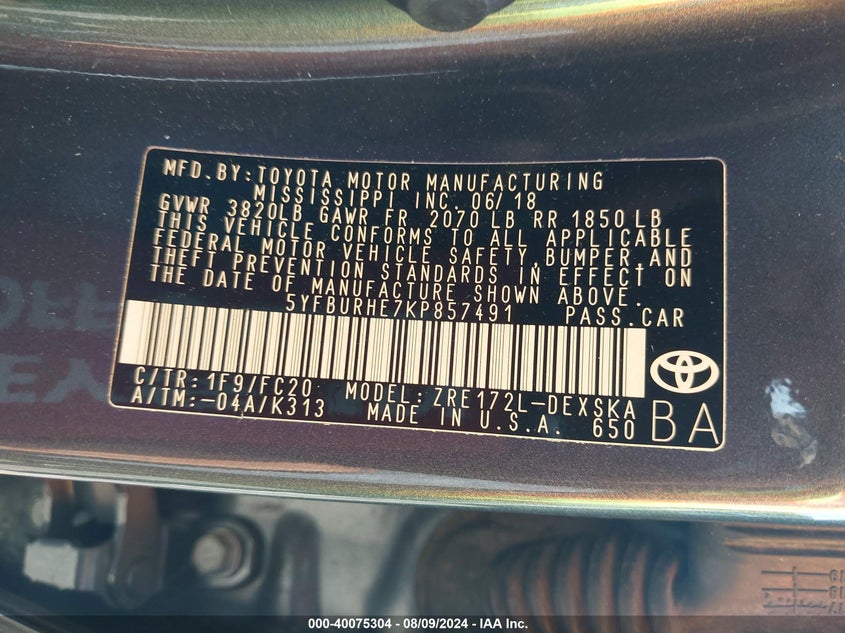 MFD.BY:TOYOTA MOTOR MANUFACTURING
MISSISSIPPI INC. 06/18
GVWR 3820LB GAWR FR 2070 LB RR 1850 LB
THIS VEHICLE CONFORMS TO ALL APPLICABLE
FEDERAL MOTOR VEHICLE SAFETY,BUMPER,AND
THEFT PREVENTION STANDARDS IN EFFECT ON
THE DATE OF MANUFACTURE SHOWN ABOVE.
5YFBURHE7KP857491 PASS.CAR
C/TR:1F9/FC20 MODEL:ZRE172L-DEXSKA
A/TM:-04A/K313 MADE IN U.S.A. 650
BA
000-40075304 - 08/09/2024 - IAA Inc.